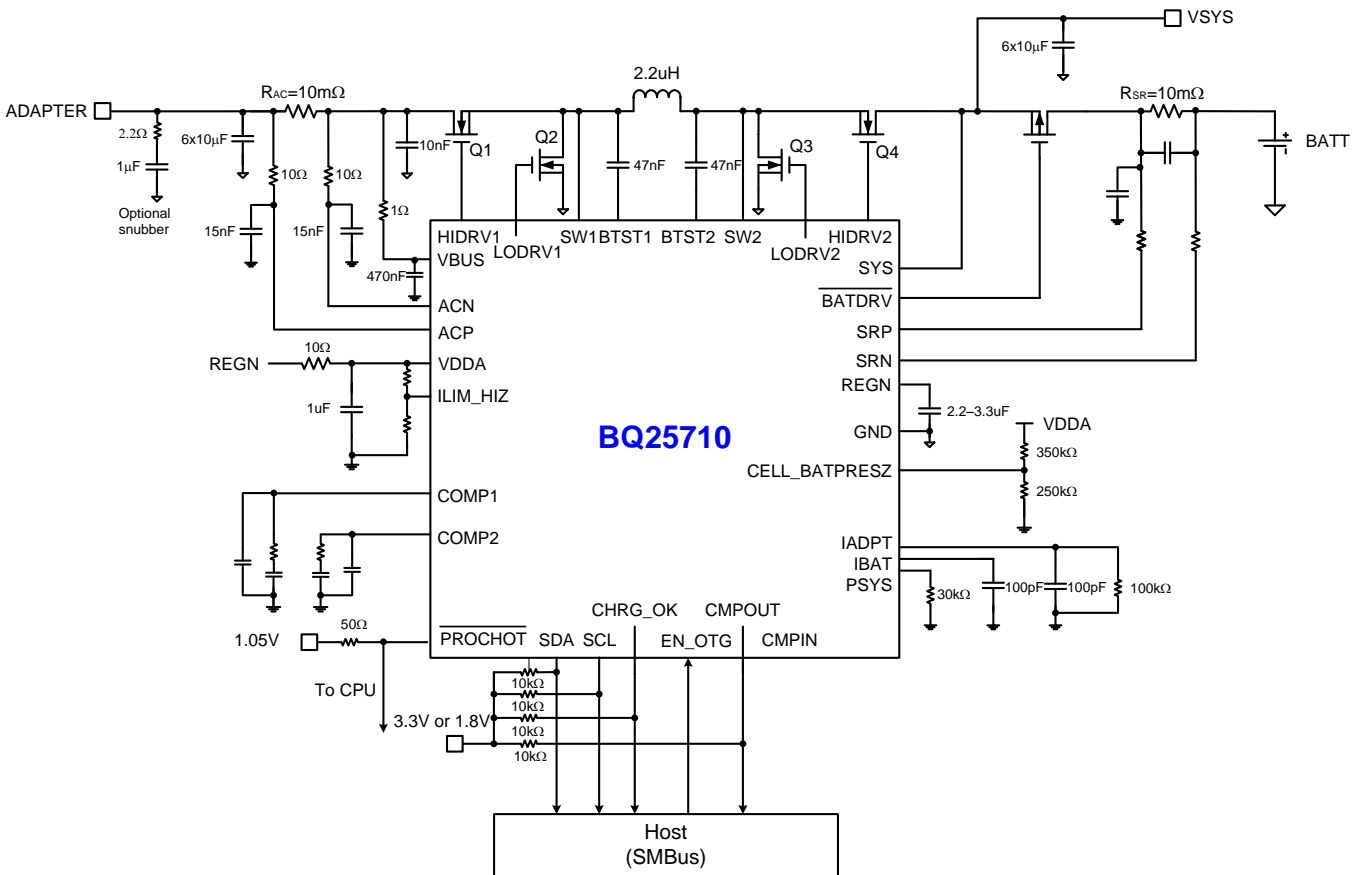 VSYS
6x10μF
2.2uH
ADAPTER
RAC=10mΩ
RSR=10mΩ
2.2Ω
6x10μF
10nF
Q1
Q2
47nF
47nF
Q3
Q4
BATT
1μF
10Ω
10Ω
Optional
snubber
1Ω
15nF
15nF
HIDRV1
LODRV1
SW1
BTST1
BTST2
SW2
LODRV2
HIDRV2
VBUS
SYS
470nF
ACN
BATDRV
ACP
SRP
REGN
10Ω
VDDA
SRN
ILIM_HIZ
REGN
1uF
2.2–3.3uF
GND
VDDA
BQ25710
350kΩ
CELL_BATPRESZ
250kΩ
COMP1
COMP2
IADPT
IBAT
PSYS
30kΩ
100pF
100pF
100kΩ
CHRG_OK
CMPOUT
1.05V
50Ω
PROCHOT
SDA
SCL
EN_OTG
CMPIN
To CPU
10kΩ
10kΩ
3.3V or 1.8V
10kΩ
10kΩ
Host
(SMBus)